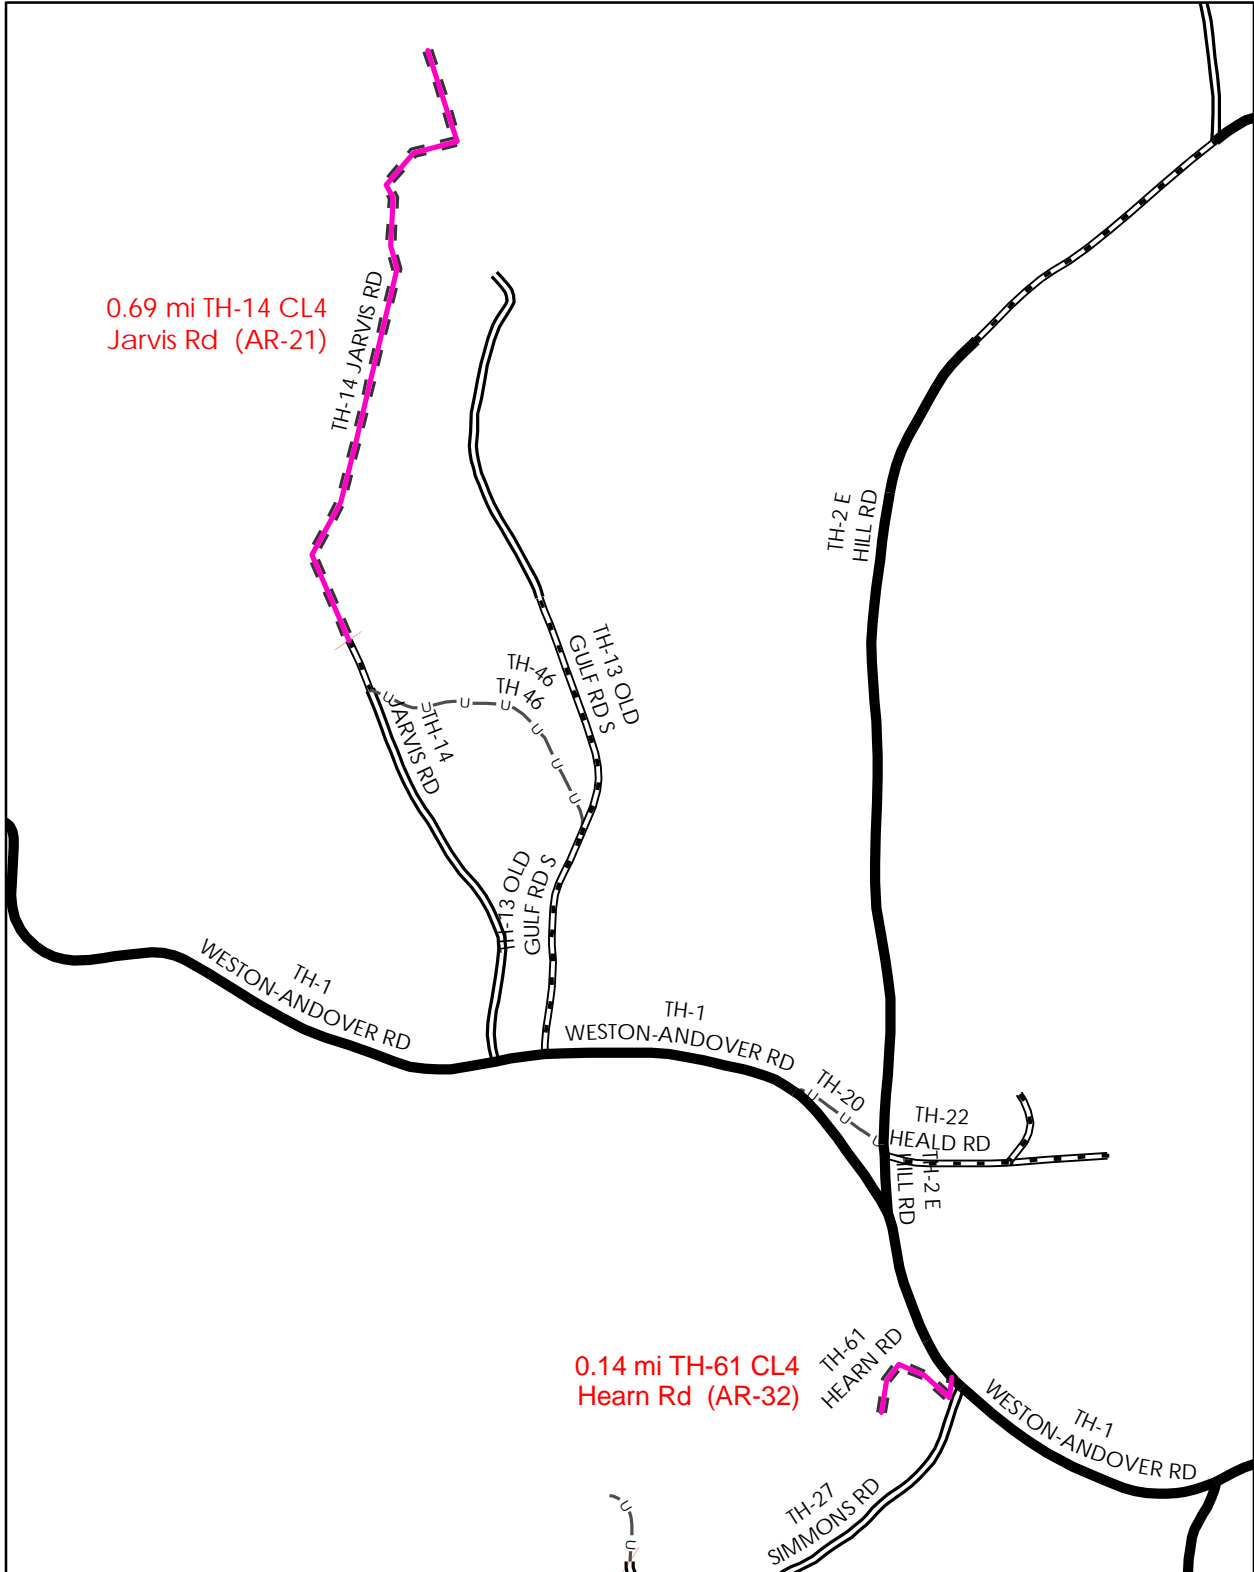 0.69 mi TH-14 CL4
Jarvis Rd (AR-21)
TH-14 JARVIS RD
TH-2 E
HILL RD
TH-13 OLD
GULF RD S
TH-46
TH 46
U
U
U
U
U
U
U
TH-14
JARVIS RD
TH-13 OLD
GULF RD S
TH-1
WESTON-ANDOVER RD
TH-1
WESTON-ANDOVER RD
TH-20
U
U
U
TH-22
HEALD RD
TH-2 E
HILL RD
0.14 mi TH-61 CL4
Hearn Rd (AR-32)
TH-61
HEARN RD
TH-1
WESTON-ANDOVER RD
TH-27
SIMMONS RD
U
U